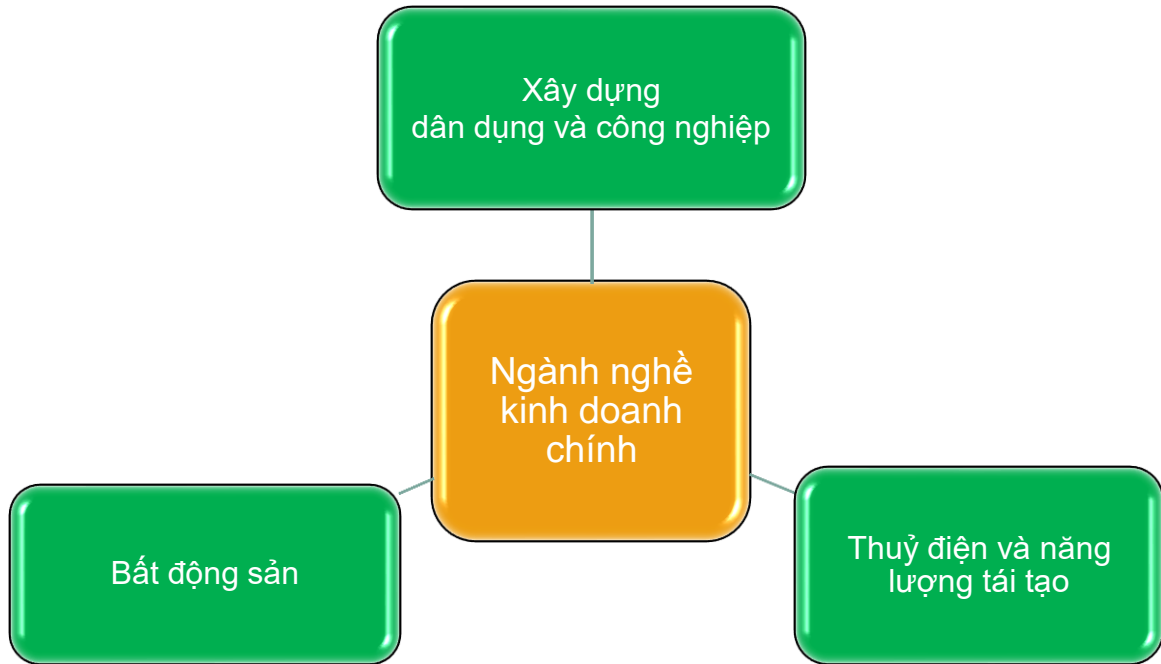 Xây dựng
dân dụng và công nghiệp
Ngành nghề
kinh doanh
chính
Bất động sản
Thuỷ điện và năng
lượng tái tạo